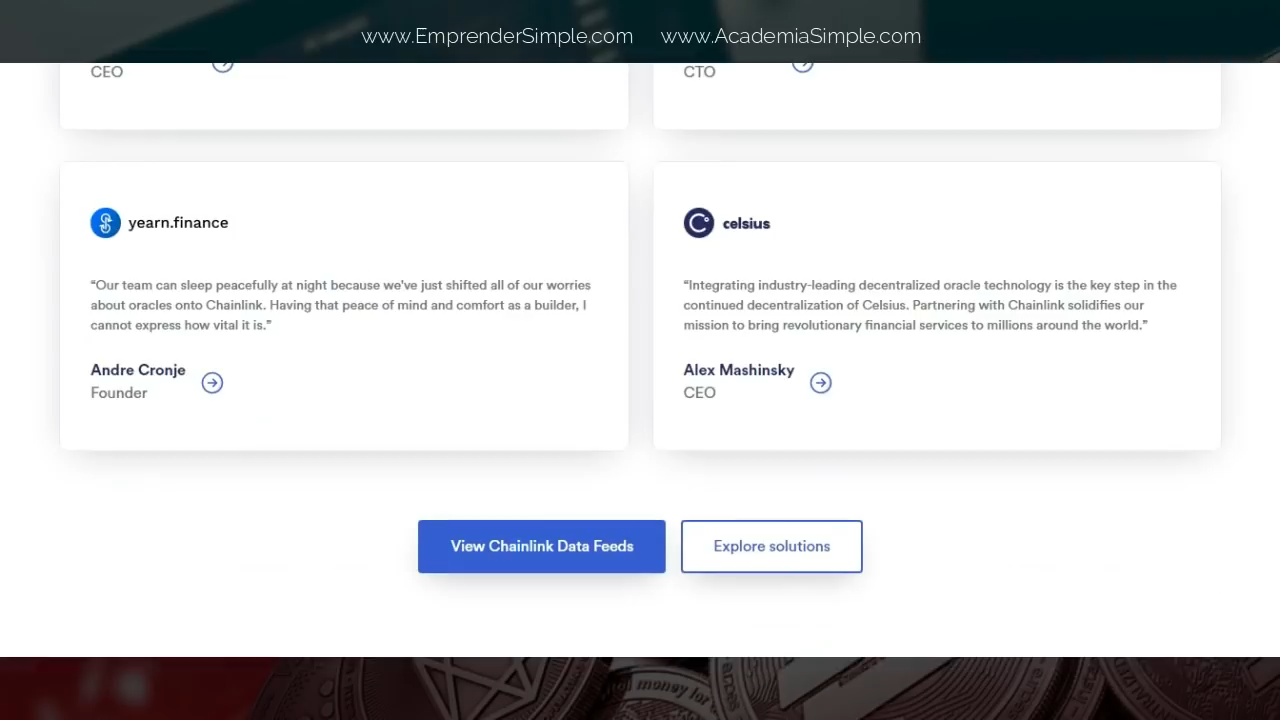 www.EmprenderSimple.com www.AcademiaSimple.com
CEO
CTO
yearn.finance
“Our team can sleep peacefully at night because we've just shifted all of our worries
about oracles onto Chainlink. Having that peace of mind and comfort as a builder, I
cannot express how vital it is.”
Andre Cronje
Founder
celsius
“Integrating industry-leading decentralized oracle technology is the key step in the
continued decentralization of Celsius. Partnering with Chainlink solidifies our
mission to bring revolutionary financial services to millions around the world.”
Alex Mashinsky
CEO
View Chainlink Data Feeds
Explore solutions
money for